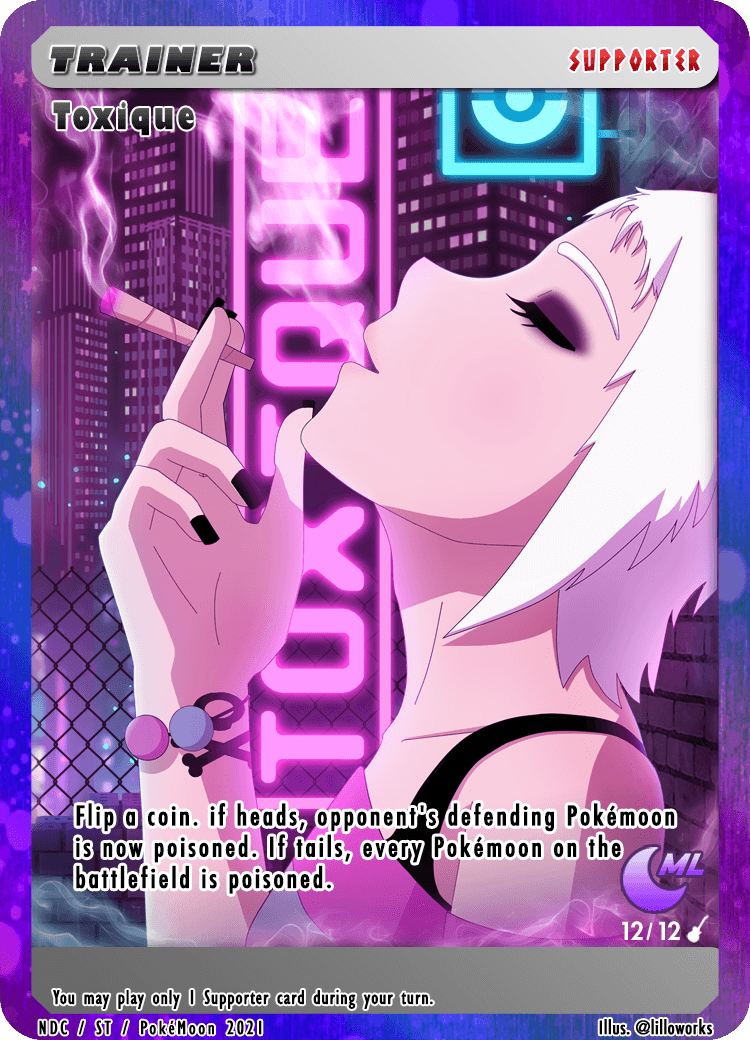 TRAINER
SUPPORTER
Toxique
TOXIQUE
Flip a coin. if heads, opponent's defending Pokémoon
is now poisoned. If tails, every Pokémoon on the
battlefield is poisoned.
ML
12/12
You may play only 1 Supporter card during your turn.
NDC / ST / PokéMoon 2021
Illus. @lilloworks